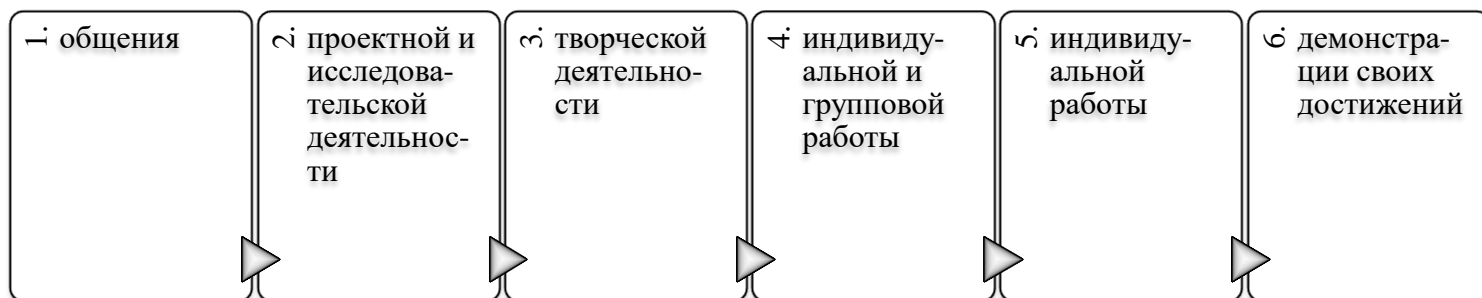 1. общения
2. проектной и
исследова-
тельской
деятельнос-
ти
3. творческой
деятельно-
сти
4. индивиду-
альной и
групповой
работы
5. индивиду-
альной
работы
6. демонстра-
ции своих
достижений